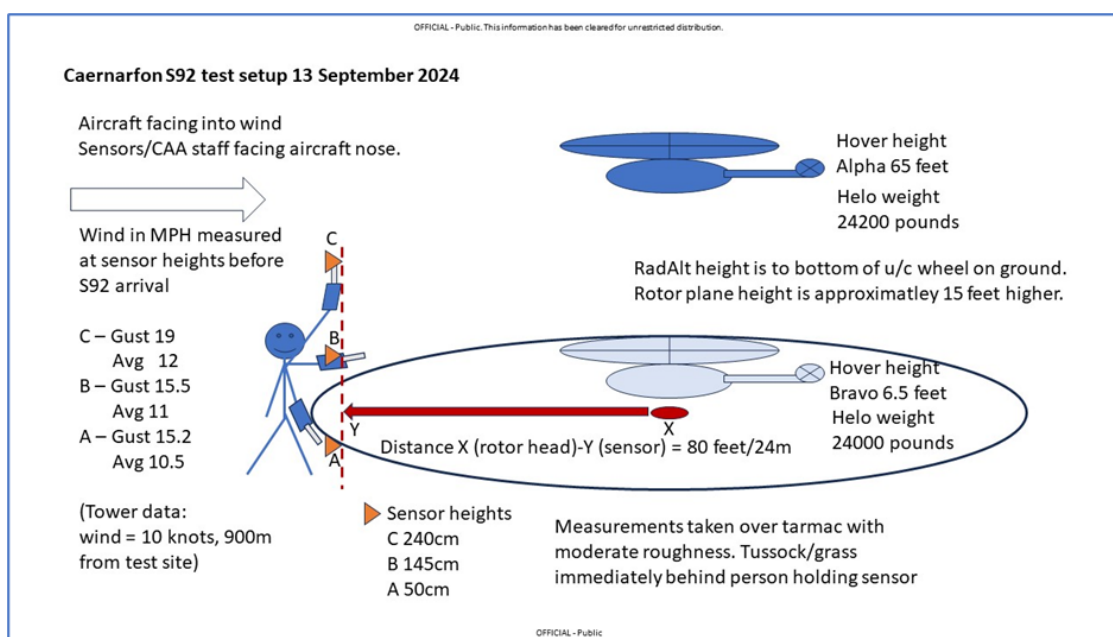 OFFICIAL - Public. This information has been cleared for unrestricted distribution.
Caernarfon S92 test setup 13 September 2024
Aircraft facing into wind
Sensors/CAA staff facing aircraft nose.
Wind in MPH measured
at sensor heights before
S92 arrival
C – Gust 19
Avg 12
B – Gust 15.5
Avg 11
A – Gust 15.2
Avg 10.5
(Tower data:
wind = 10 knots, 900m
from test site)
C
B
A
Y
X
Distance X (rotor head)-Y (sensor) = 80 feet/24m
Hover height
Alpha 65 feet
Helo weight
24200 pounds
RadAlt height is to bottom of u/c wheel on ground.
Rotor plane height is approximatley 15 feet higher.
Hover height
Bravo 6.5 feet
Helo weight
24000 pounds
Sensor heights
C 240cm
B 145cm
A 50cm
Measurements taken over tarmac with
moderate roughness. Tussock/grass
immediately behind person holding sensor
OFFICIAL - Public